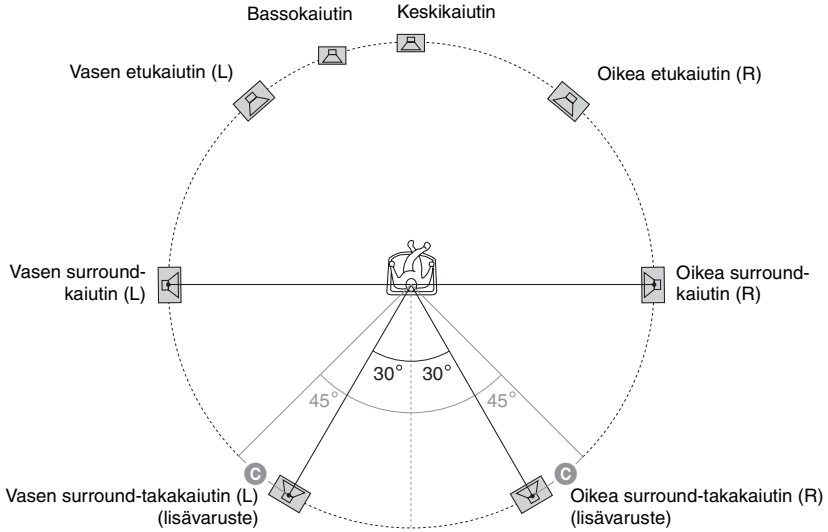 Bassokaiutin
Keskikaiutin
Vasen etukaiutin (L)
Oikea etukaiutin (R)
Vasen surround-
kaiutin (L)
Oikea surround-
kaiutin (R)
30° 30°
45° 45°
C C
Vasen surround-takakaiutin (L)
(lisävaruste)
Oikea surround-takakaiutin (R)
(lisävaruste)